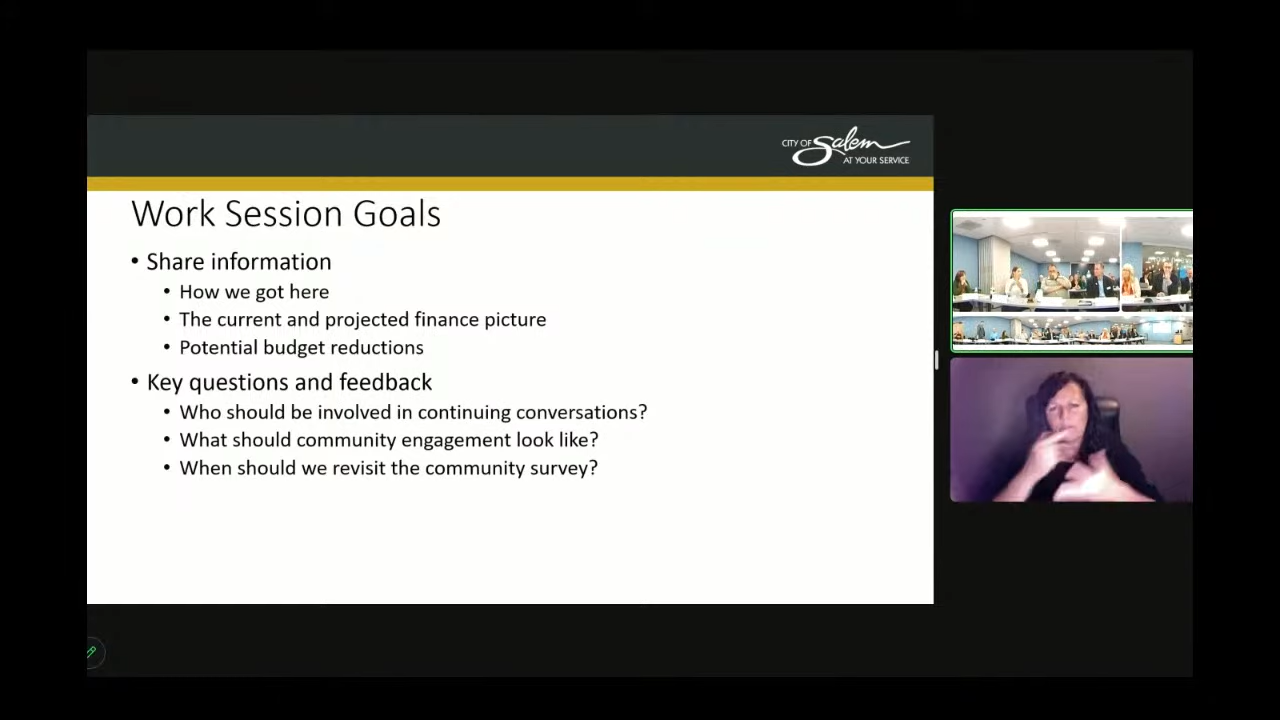 CITY OF Salem
AT YOUR SERVICE
Work Session Goals
• Share information
• How we got here
• The current and projected finance picture
• Potential budget reductions
• Key questions and feedback
• Who should be involved in continuing conversations?
• What should community engagement look like?
• When should we revisit the community survey?